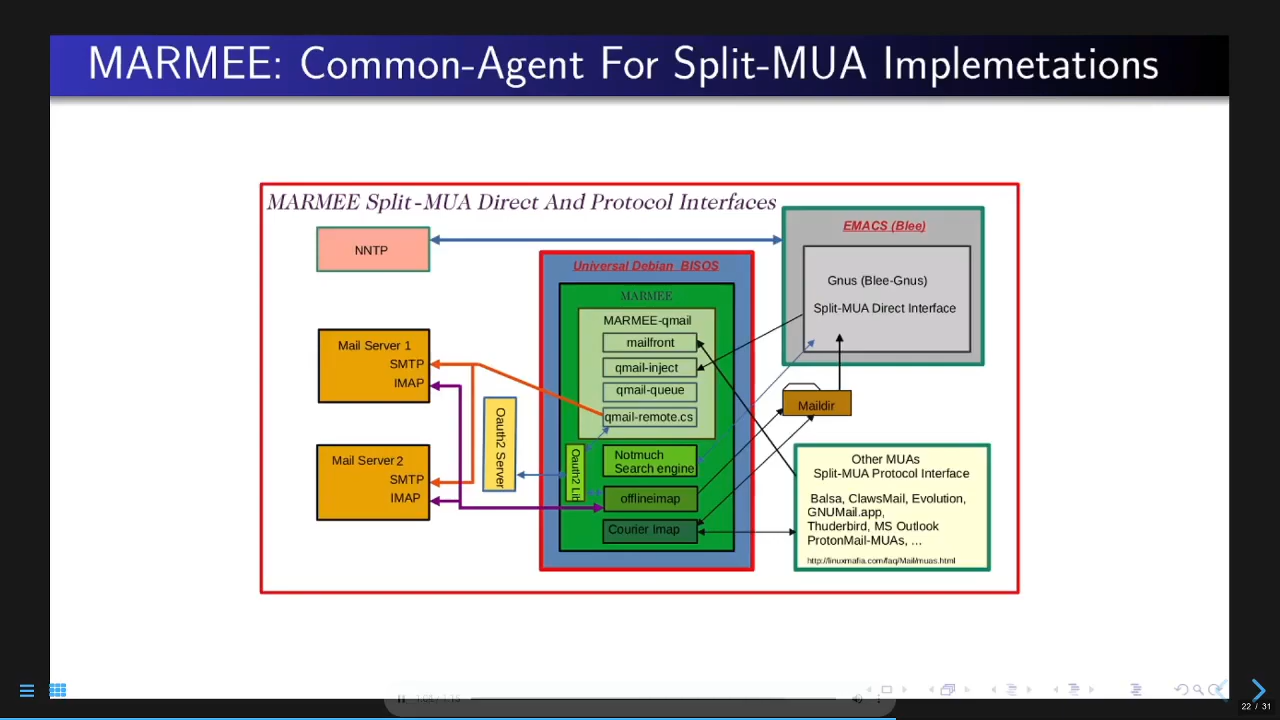 MARMEE: Common-Agent For Split-MUA Implemetations
MARMEE Split-MUA Direct And Protocol Interfaces
NNTP
EMACS (Blee)
Gnus (Blee-Gnus)
Split-MUA Direct Interface
Universal Debian BISOS
MARMEE
MARMEE-qmail
mailfront
qmail-inject
qmail-queue
qmail-remote.cs
Mail Server 1
SMTP
IMAP
Oauth2 Server
Mail Server 2
SMTP
IMAP
Oauth2 Lib
Notmuch
Search engine
offlineimap
Courier Imap
Maildir
Other MUAs
Split-MUA Protocol Interface
Balsa, ClawsMail, Evolution,
GNUMail.app,
Thuderbird, MS Outlook
ProtonMail-MUAs, ...
http://linuxmafia.com/faq/Mail/muas.html
22 / 31